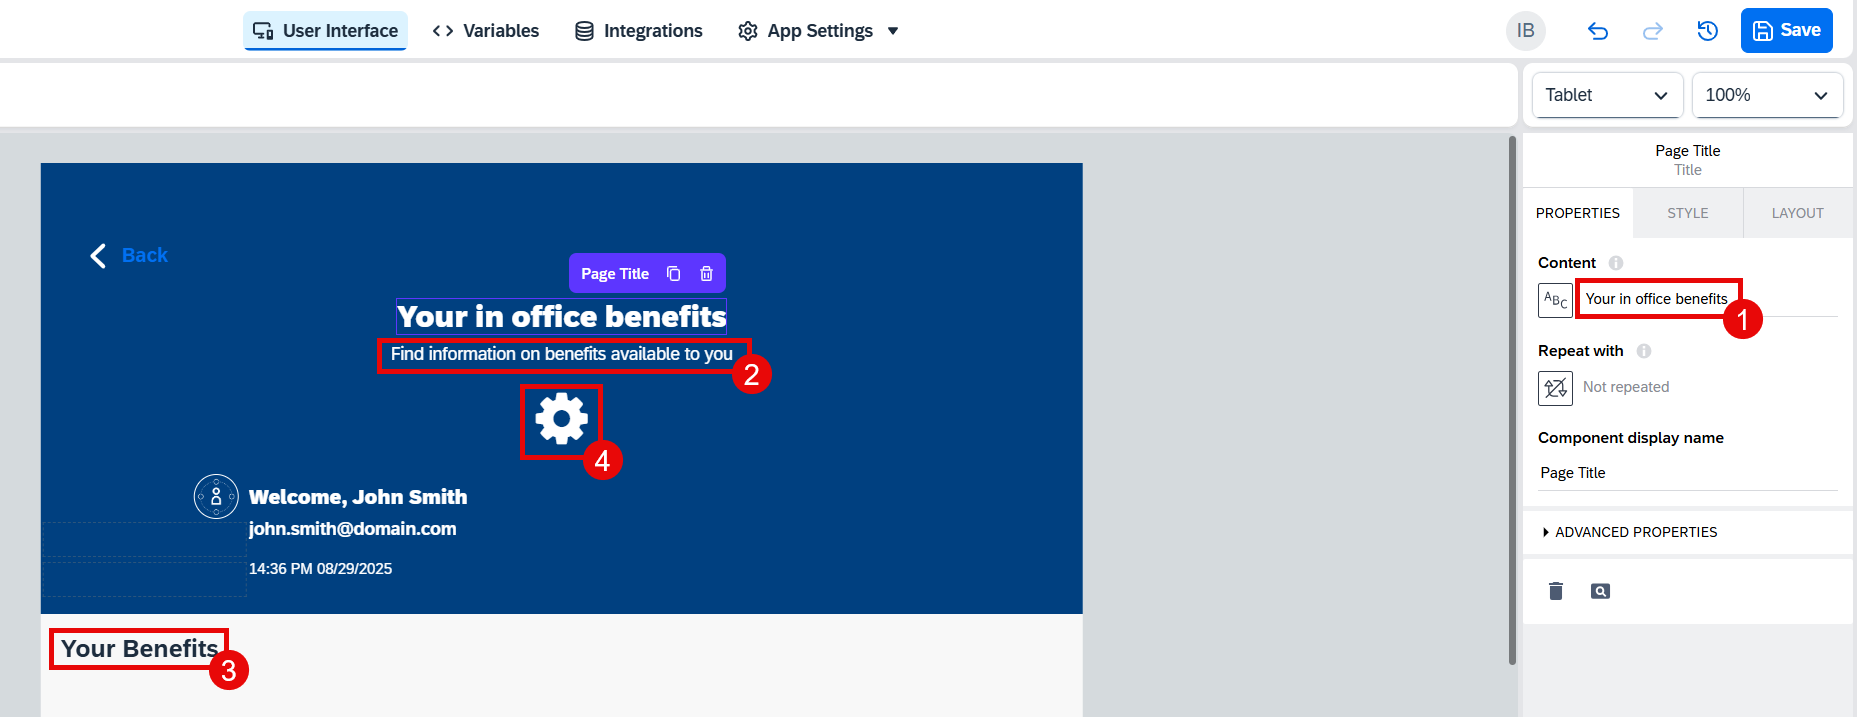 User Interface
Variables
Integrations
App Settings
IB
Save
Tablet
100%
Page Title
Title
PROPERTIES
STYLE
LAYOUT
Content
ABC
Your in office benefits
1
Repeat with
Not repeated
Component display name
Page Title
ADVANCED PROPERTIES
Back
Page Title
Your in office benefits
Find information on benefits available to you
2
4
Welcome, John Smith
john.smith@domain.com
14:36 PM 08/29/2025
Your Benefits
3